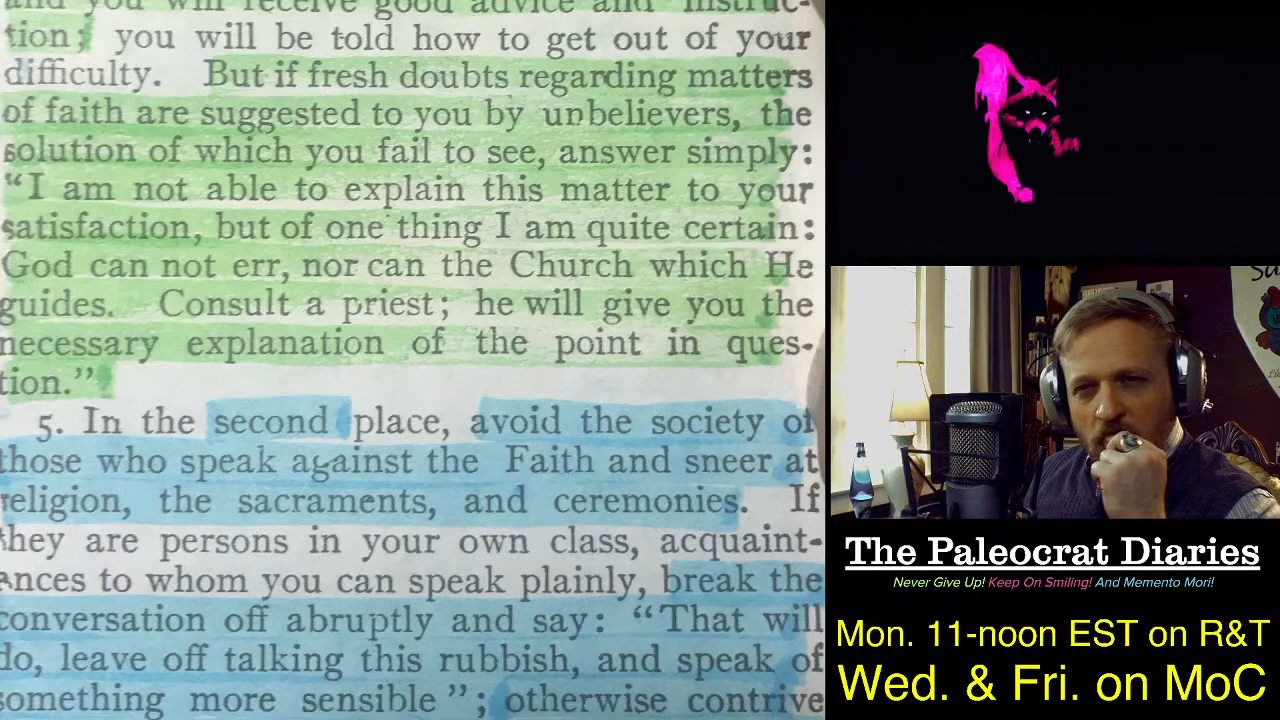 and you will receive good advice and instruc-
tion; you will be told how to get out of your
difficulty. But if fresh doubts regarding matters
of faith are suggested to you by unbelievers, the
solution of which you fail to see, answer simply:
"I am not able to explain this matter to your
satisfaction, but of one thing I am quite certain:
God can not err, nor can the Church which He
guides. Consult a priest; he will give you the
necessary explanation of the point in ques-
tion."
5. In the second place, avoid the society of
those who speak against the Faith and sneer at
religion, the sacraments, and ceremonies. If
they are persons in your own class, acquaint-
ances to whom you can speak plainly, break the
conversation off abruptly and say: "That will
do, leave off talking this rubbish, and speak of
something more sensible"; otherwise contrive
The Paleocrat Diaries
Never Give Up! Keep On Smiling! And Memento Mori!
Mon. 11-noon EST on R&T
Wed. & Fri. on MoC